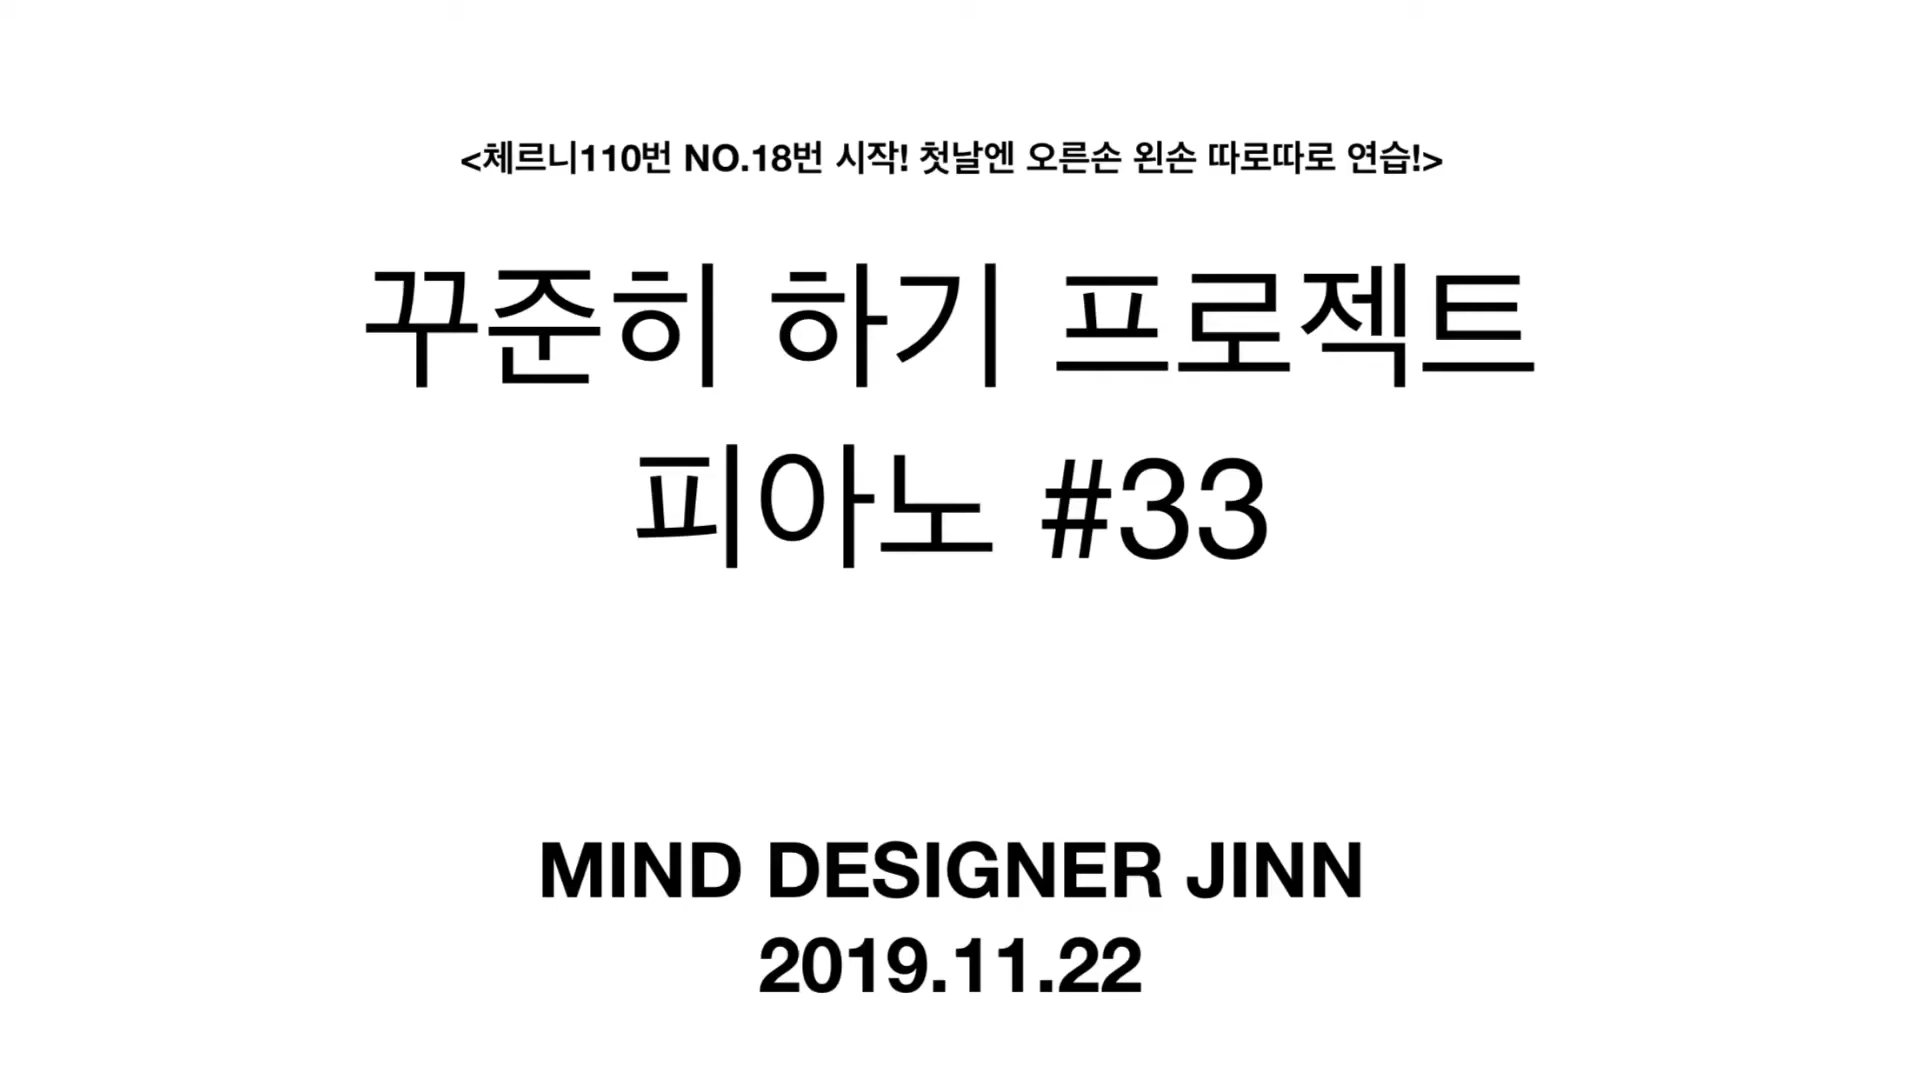 <체르니110번 NO.18번 시작! 첫날엔 오른손 왼손 따로따로 연습!>
꾸준히 하기 프로젝트
피아노 #33
MIND DESIGNER JINN
2019.11.22